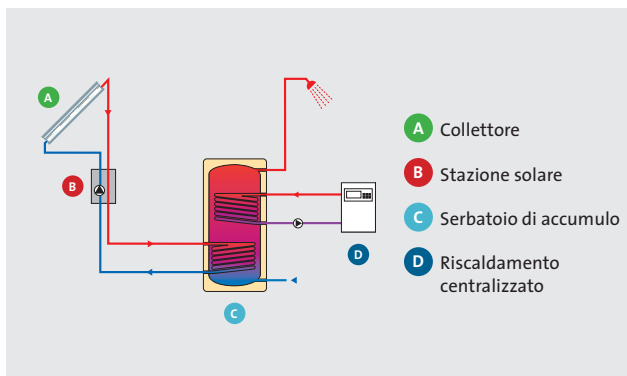 A
B
C
D
A Collettore
B Stazione solare
C Serbatoio di accumulo
D Riscaldamento
centralizzato